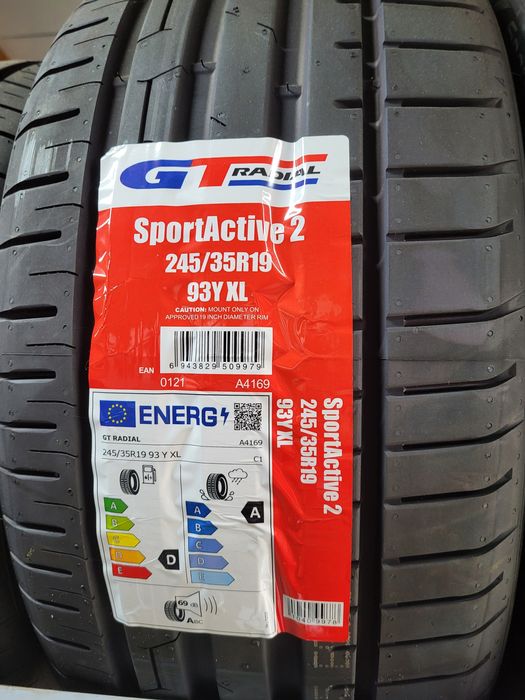 GT RADIAL
SportActive 2
245/35R19
93Y XL
CAUTION: MOUNT ONLY ON
APPROVED 19 INCH DIAMETER RIM
EAN
6 943829 509979
0121 A4169
ENERG
GT RADIAL A4169
245/35R19 93 Y XL C1
A
B
C
D
E
D
A
B
C
D
E
A
69 dB
ABC
SportActive 2
245/35R19
93Y XL